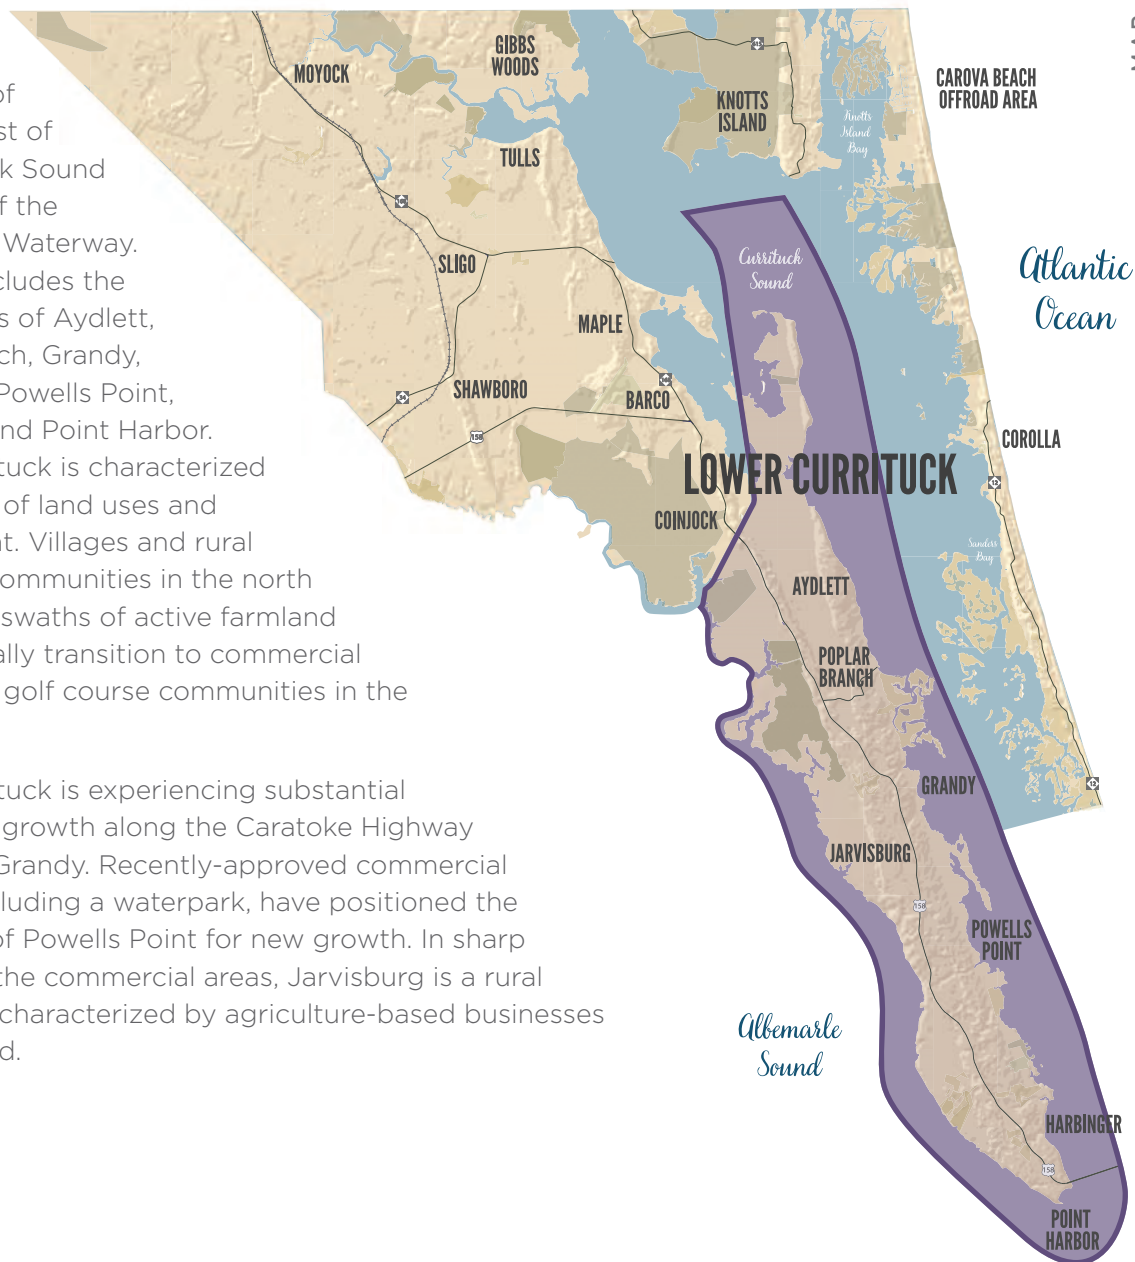 of
st of
k Sound
f the
Waterway.
cludes the
s of Aydlett,
ch, Grandy,
Powells Point,
nd Point Harbor.
tuck is characterized
of land uses and
t. Villages and rural
ommunities in the north
swaths of active farmland
ally transition to commercial
golf course communities in the
tuck is experiencing substantial
growth along the Caratoke Highway
Grandy. Recently-approved commercial
luding a waterpark, have positioned the
of Powells Point for new growth. In sharp
the commercial areas, Jarvisburg is a rural
characterized by agriculture-based businesses
d.
MOYOCK
GIBBS
WOODS
TULLS
KNOTTS
ISLAND
Knotts
Island
Bay
CAROVA BEACH
OFFROAD AREA
SLIGO
Currituck
Sound
Atlantic
Ocean
MAPLE
SHAWBORO
BARCO
158
COROLLA
12
LOWER CURRITUCK
COINJOCK
Sanders
Bay
AYDLETT
POPLAR
BRANCH
GRANDY
12
JARVISBURG
158
POWELLS
POINT
Albemarle
Sound
HARBINGER
158
POINT
HARBOR